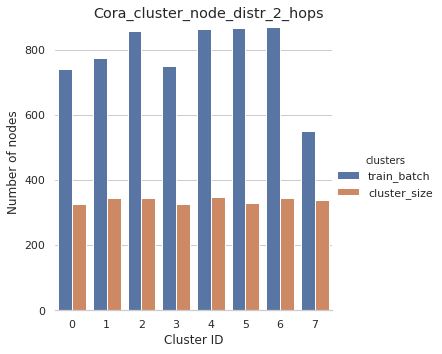 Cora_cluster_node_distr_2_hops
Number of nodes
800
600
400
200
0
0 1 2 3 4 5 6 7
Cluster ID
clusters
train_batch
cluster_size